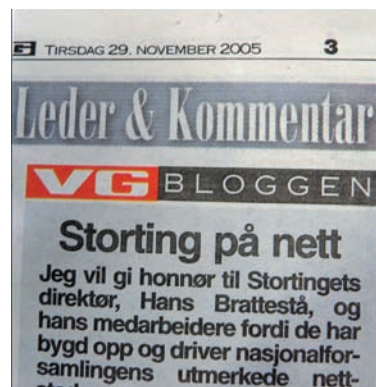 TIRSDAG 29. NOVEMBER 2005 3
Leder & Kommentar
VG BLOGGEN
Storting på nett
Jeg vil gi honnør til Stortingets
direktør, Hans Brattestå, og
hans medarbeidere fordi de har
bygd opp og driver nasjonalfor-
samlingens utmerkede nett-